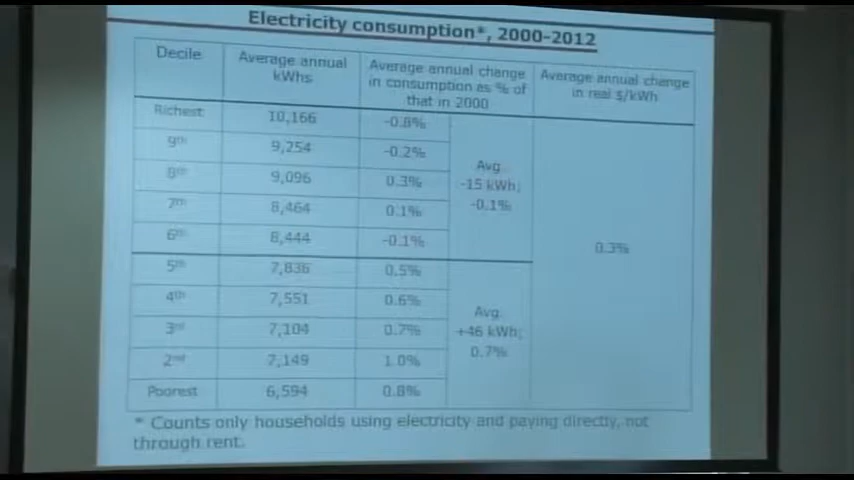 Electricity consumption*, 2000-2012
Decile
Average annual
kWhs
Average annual change
in consumption as % of
that in 2000
Average annual change
in real $/kWh
Richest 10,166 -0.8%
9th 9,254 -0.2%
8th 9,096 0.3%
7th 8,464 0.1%
6th 8,444 -0.1%
Avg
-15 kWh;
-0.1%
0.3%
5th 7,836 0.5%
4th 7,551 0.6%
3rd 7,104 0.7%
2nd 7,149 1.0%
Poorest 6,594 0.8%
Avg
+46 kWh;
0.7%
* Counts only households using electricity and paying directly, not
through rent.